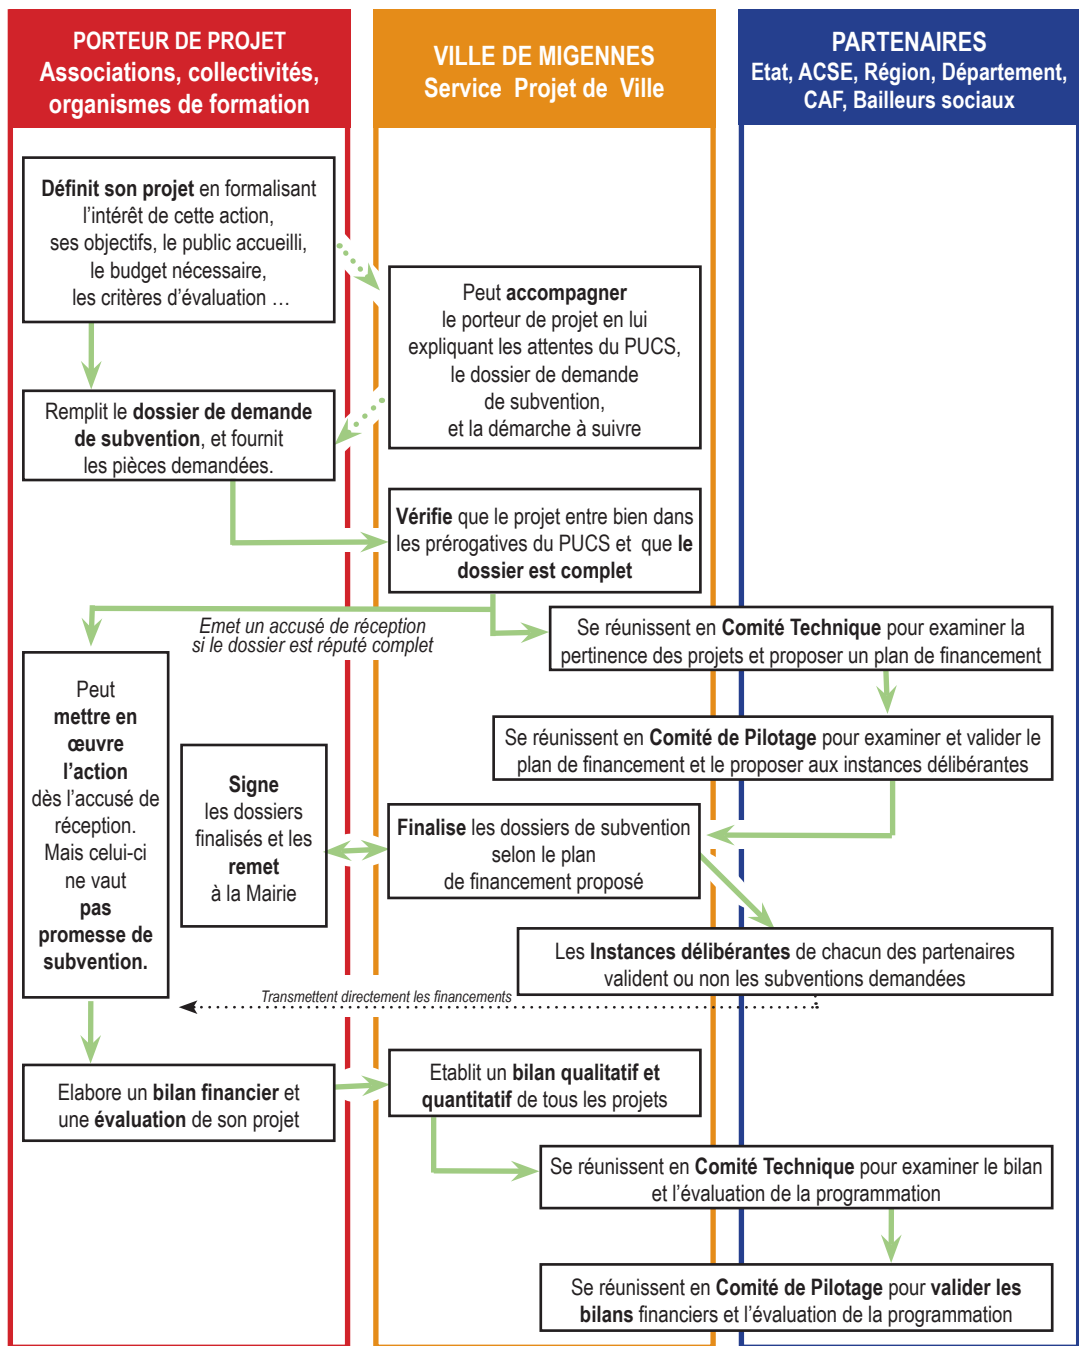 PORTEUR DE PROJET
Associations, collectivités,
organismes de formation
VILLE DE MIGENNES
Service Projet de Ville
PARTENAIRES
Etat, ACSE, Région, Département,
CAF, Bailleurs sociaux
Définit son projet en formalisant
l'intérêt de cette action,
ses objectifs, le public accueilli,
le budget nécessaire,
les critères d'évaluation …
Peut accompagner
le porteur de projet en lui
expliquant les attentes du PUCS,
le dossier de demande
de subvention,
et la démarche à suivre
Remplit le dossier de demande
de subvention, et fournit
les pièces demandées.
Vérifie que le projet entre bien dans
les prérogatives du PUCS et que le
dossier est complet
Emet un accusé de réception
si le dossier est réputé complet
Se réunissent en Comité Technique pour examiner la
pertinence des projets et proposer un plan de financement
Peut
mettre en
œuvre
l'action
dès l'accusé de
réception.
Mais celui-ci
ne vaut
pas
promesse de
subvention.
Se réunissent en Comité de Pilotage pour examiner et valider le
plan de financement et le proposer aux instances délibérantes
Signe
les dossiers
finalisés et les
remet
à la Mairie
Finalise les dossiers de subvention
selon le plan
de financement proposé
Les Instances délibérantes de chacun des partenaires
valident ou non les subventions demandées
Transmettent directement les financements
Elabore un bilan financier et
une évaluation de son projet
Etablit un bilan qualitatif et
quantitatif de tous les projets
Se réunissent en Comité Technique pour examiner le bilan
et l'évaluation de la programmation
Se réunissent en Comité de Pilotage pour valider les
bilans financiers et l'évaluation de la programmation